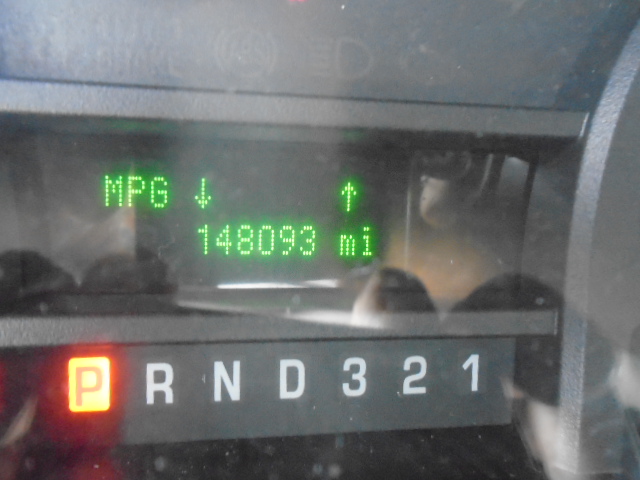 MPG ↓ ↑
148093 mi
P R N D 3 2 1